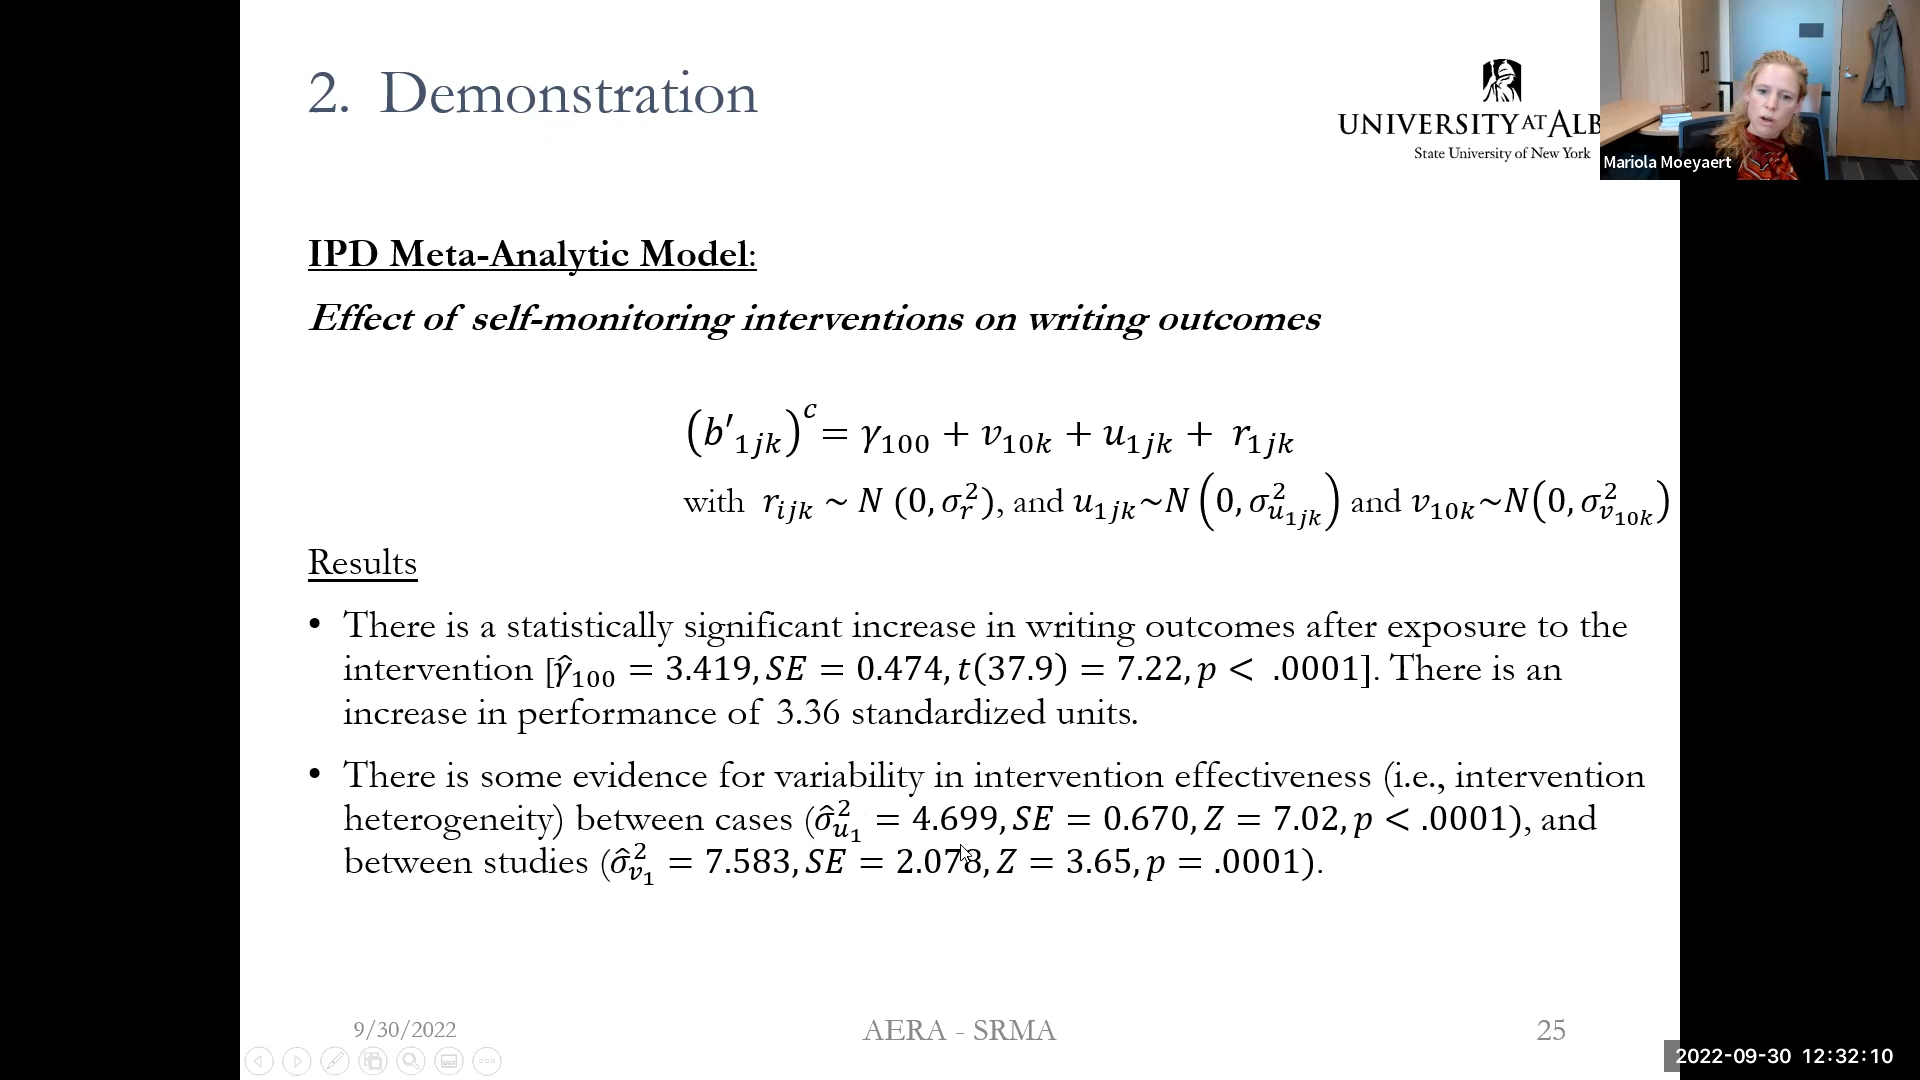 2. Demonstration
UNIVERSITY AT ALB
State University of New York
Mariola Moeyaert
IPD Meta-Analytic Model:
Effect of self-monitoring interventions on writing outcomes
(b′₁ⱼₖ)ᶜ = γ₁₀₀ + v₁₀ₖ + u₁ⱼₖ + r₁ⱼₖ
with rᵢⱼₖ ~ N (0, σ²_r), and u₁ⱼₖ~N(0, σ²_u₁ⱼₖ) and v₁₀ₖ~N(0, σ²_v₁₀ₖ)
Results
• There is a statistically significant increase in writing outcomes after exposure to the
intervention [γ̂₁₀₀ = 3.419, SE = 0.474, t(37.9) = 7.22, p < .0001]. There is an
increase in performance of 3.36 standardized units.
• There is some evidence for variability in intervention effectiveness (i.e., intervention
heterogeneity) between cases (σ̂²_u₁ = 4.699, SE = 0.670, Z = 7.02, p < .0001), and
between studies (σ̂²_v₁ = 7.583, SE = 2.078, Z = 3.65, p = .0001).
9/30/2022
AERA - SRMA
25
2022-09-30 12:32:10